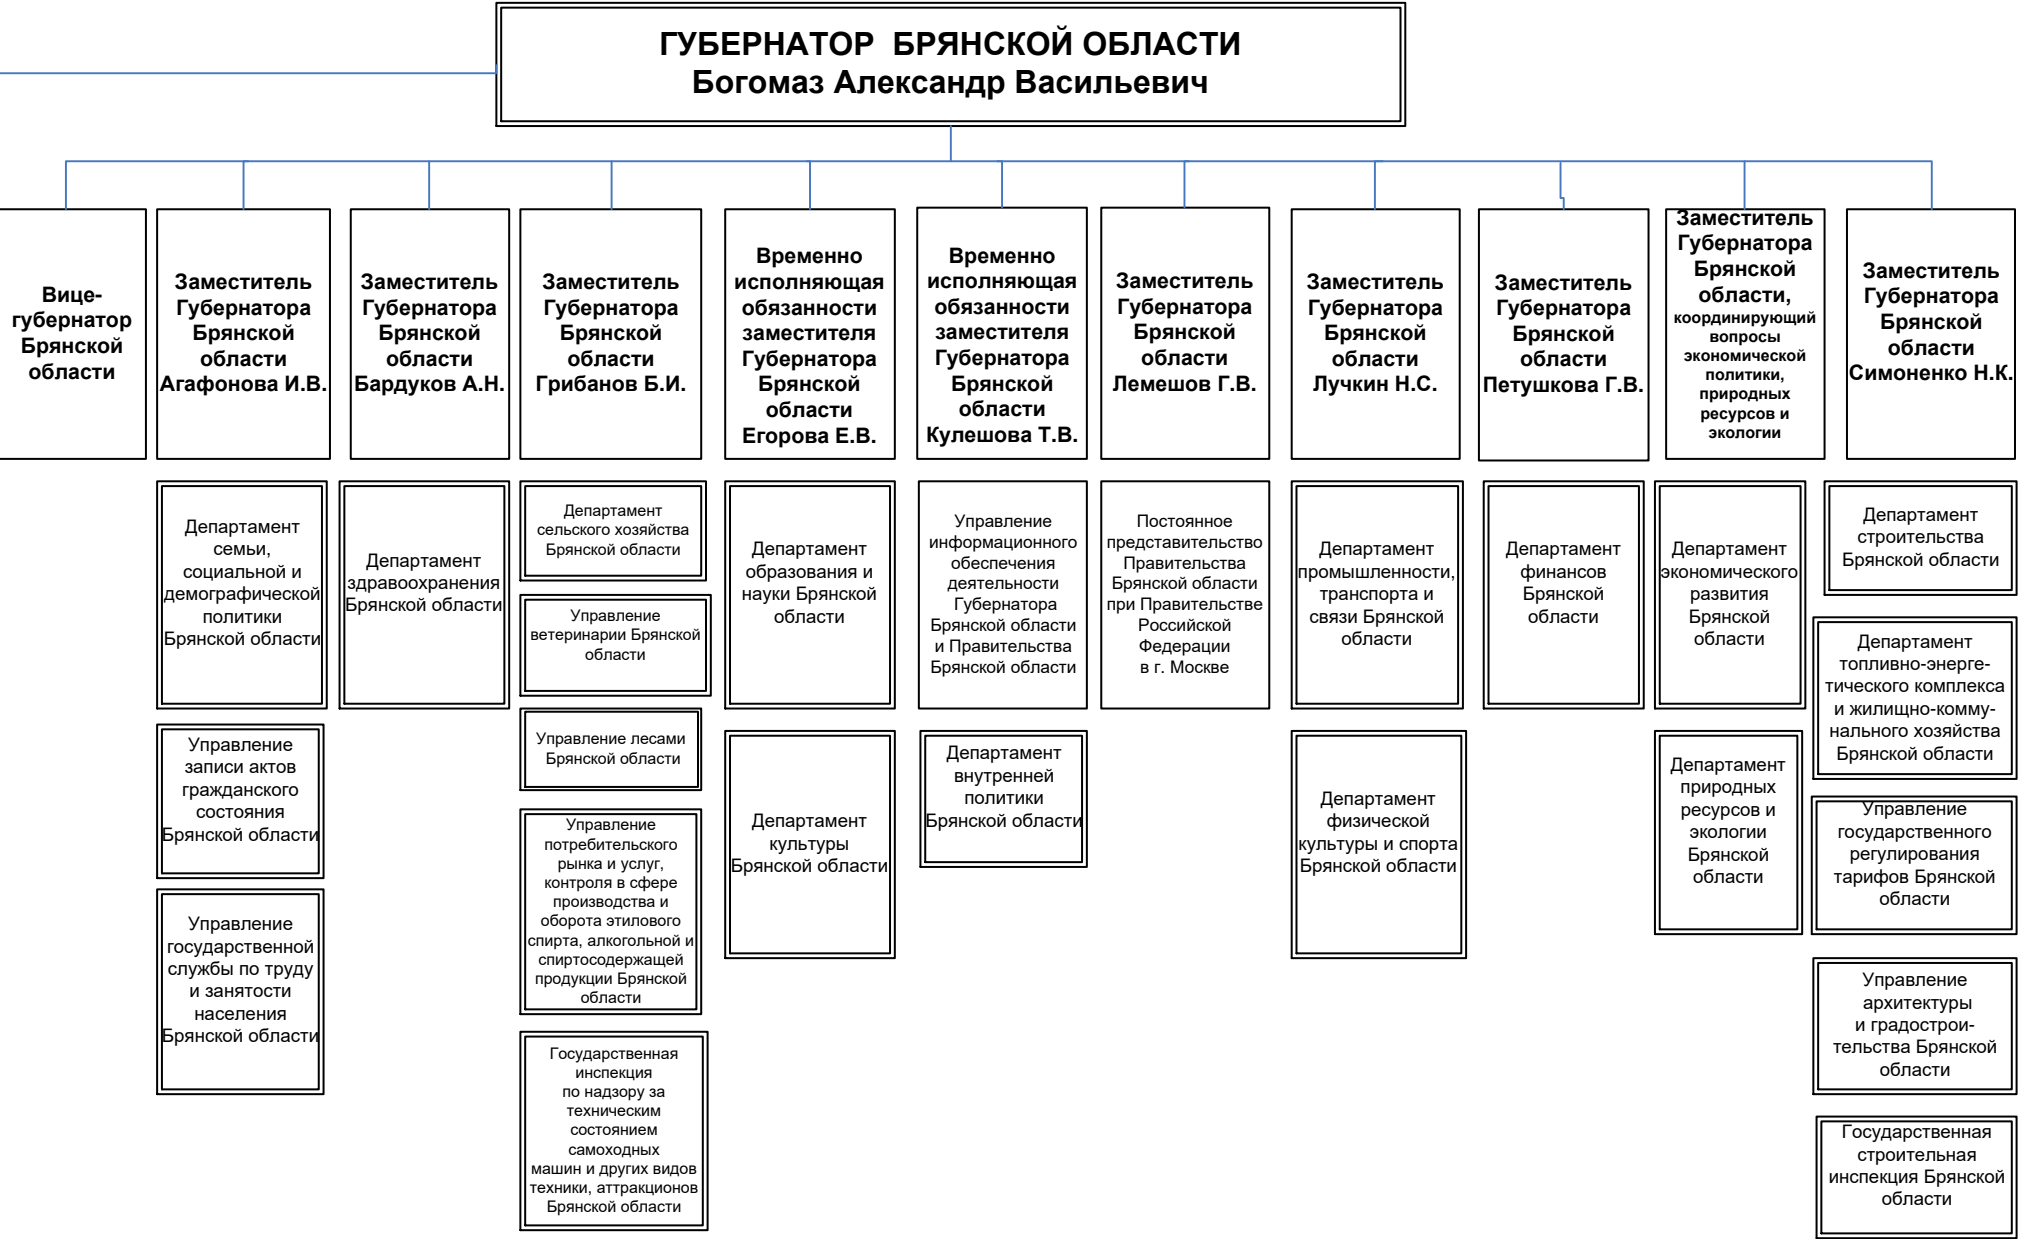 ГУБЕРНАТОР БРЯНСКОЙ ОБЛАСТИ
Богомаз Александр Васильевич
Вице-
губернатор
Брянской
области
Заместитель
Губернатора
Брянской
области
Агафонова И.В.
Заместитель
Губернатора
Брянской
области
Бардуков А.Н.
Заместитель
Губернатора
Брянской
области
Грибанов Б.И.
Временно
исполняющая
обязанности
заместителя
Губернатора
Брянской
области
Егорова Е.В.
Временно
исполняющая
обязанности
заместителя
Губернатора
Брянской
области
Кулешова Т.В.
Заместитель
Губернатора
Брянской
области
Лемешов Г.В.
Заместитель
Губернатора
Брянской
области
Лучкин Н.С.
Заместитель
Губернатора
Брянской
области
Петушкова Г.В.
Заместитель
Губернатора
Брянской
области,
координирующий
вопросы
экономической
политики,
природных
ресурсов и
экологии
Заместитель
Губернатора
Брянской
области
Симоненко Н.К.
Департамент
семьи,
социальной и
демографической
политики
Брянской области
Управление
записи актов
гражданского
состояния
Брянской области
Управление
государственной
службы по труду
и занятости
населения
Брянской области
Департамент
здравоохранения
Брянской области
Департамент
сельского хозяйства
Брянской области
Управление
ветеринарии Брянской
области
Управление лесами
Брянской области
Управление
потребительского
рынка и услуг,
контроля в сфере
производства и
оборота этилового
спирта, алкогольной и
спиртосодержащей
продукции Брянской
области
Государственная
инспекция
по надзору за
техническим
состоянием
самоходных
машин и других видов
техники, аттракционов
Брянской области
Департамент
образования и
науки Брянской
области
Департамент
культуры
Брянской области
Управление
информационного
обеспечения
деятельности
Губернатора
Брянской области
и Правительства
Брянской области
Департамент
внутренней
политики
Брянской области
Постоянное
представительство
Правительства
Брянской области
при Правительстве
Российской
Федерации
в г. Москве
Департамент
промышленности,
транспорта и
связи Брянской
области
Департамент
физической
культуры и спорта
Брянской области
Департамент
финансов
Брянской
области
Департамент
экономического
развития
Брянской
области
Департамент
природных
ресурсов и
экологии
Брянской
области
Департамент
строительства
Брянской области
Департамент
топливно-энерге-
тического комплекса
и жилищно-комму-
нального хозяйства
Брянской области
Управление
государственного
регулирования
тарифов Брянской
области
Управление
архитектуры
и градострои-
тельства Брянской
области
Государственная
строительная
инспекция Брянской
области